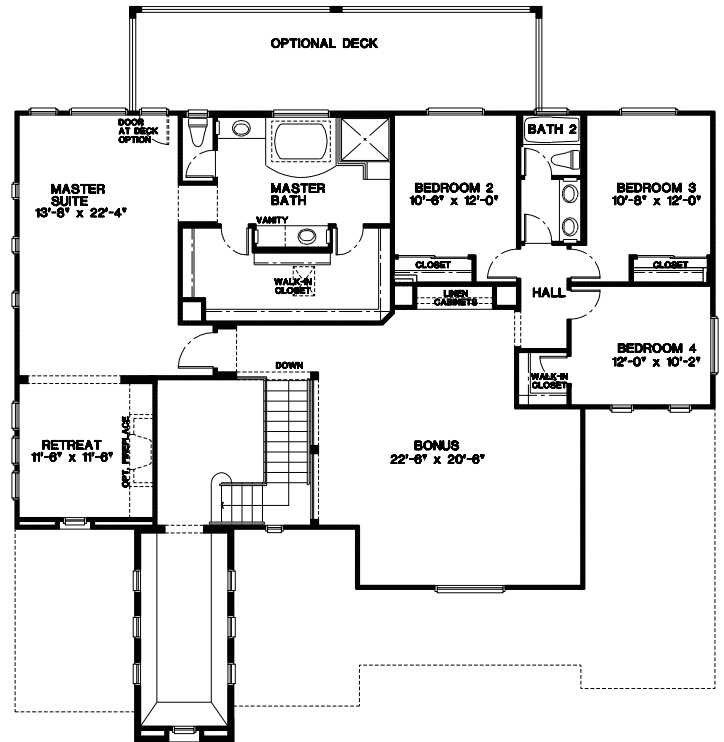 OPTIONAL DECK
DOOR
AT DECK
OPTION
BATH 2
MASTER
SUITE
13'-8" x 22'-4"
MASTER
BATH
BEDROOM 2
10'-6" x 12'-0"
BEDROOM 3
10'-8" x 12'-0"
VANITY
CLOSET
CLOSET
WALK-IN
CLOSET
LINEN
CABINETS
HALL
BEDROOM 4
12'-0" x 10'-2"
DOWN
WALK-IN
CLOSET
RETREAT
11'-6" x 11'-6"
OPT. FIREPLACE
BONUS
22'-6" x 20'-6"